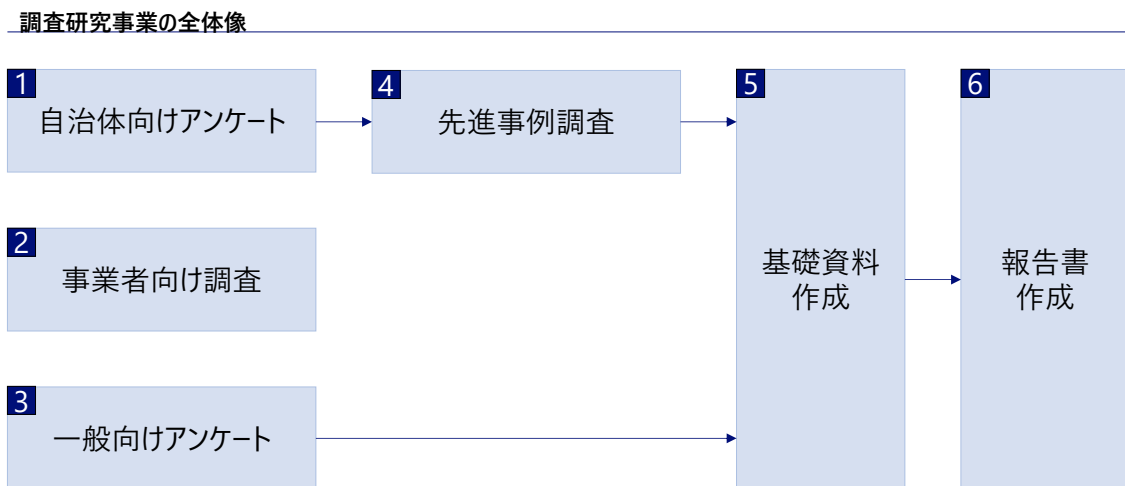 調査研究事業の全体像
1
自治体向けアンケート
4
先進事例調査
2
事業者向け調査
3
一般向けアンケート
5
基礎資料
作成
6
報告書
作成